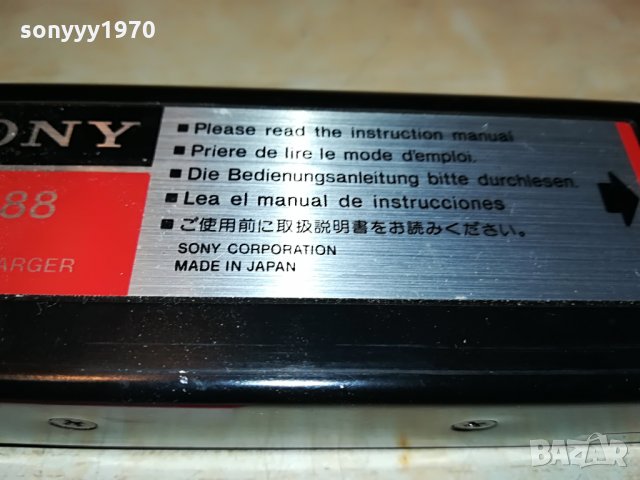 sonyyy1970
ONY
88
ARGER
■ Please read the instruction manual
■ Priere de lire le mode d'emploi.
■ Die Bedienungsanleitung bitte durchlesen.
■ Lea el manual de instrucciones
■ ご使用前に取扱説明書をお読みください。
SONY CORPORATION
MADE IN JAPAN
BAZAR